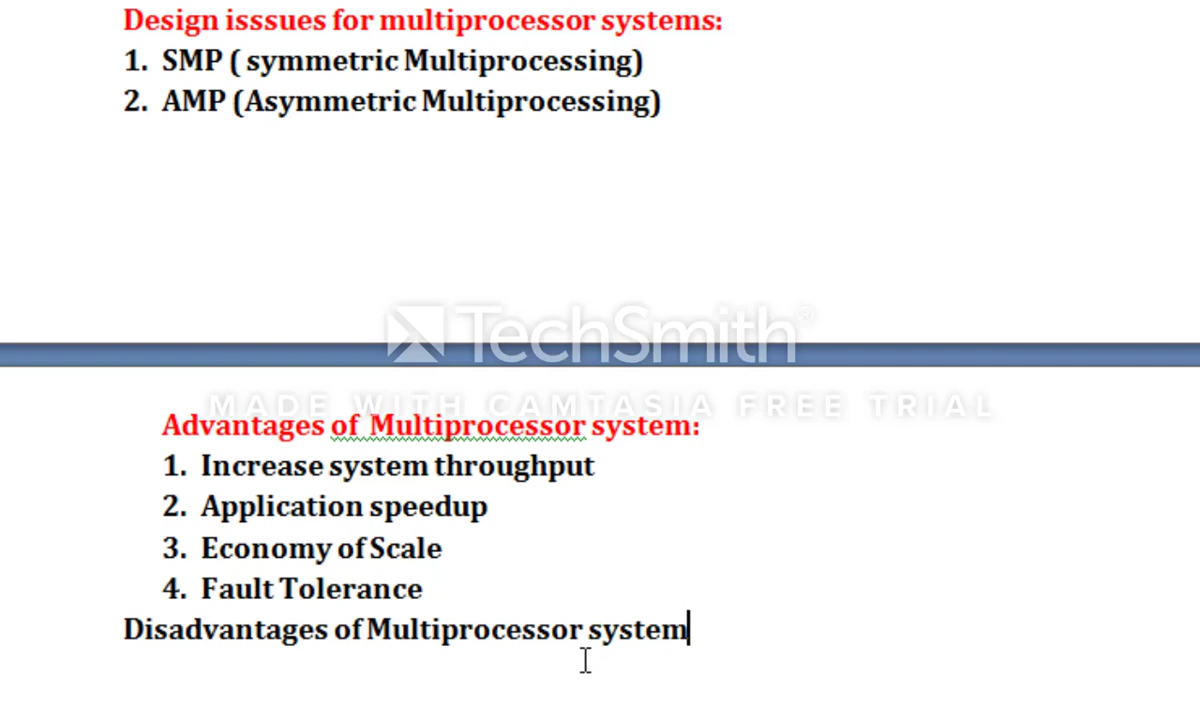 Design isssues for multiprocessor systems:
1. SMP ( symmetric Multiprocessing)
2. AMP (Asymmetric Multiprocessing)
TechSmith®
MADE WITH CAMTASIA FREE TRIAL
Advantages of Multiprocessor system:
1. Increase system throughput
2. Application speedup
3. Economy of Scale
4. Fault Tolerance
Disadvantages of Multiprocessor system